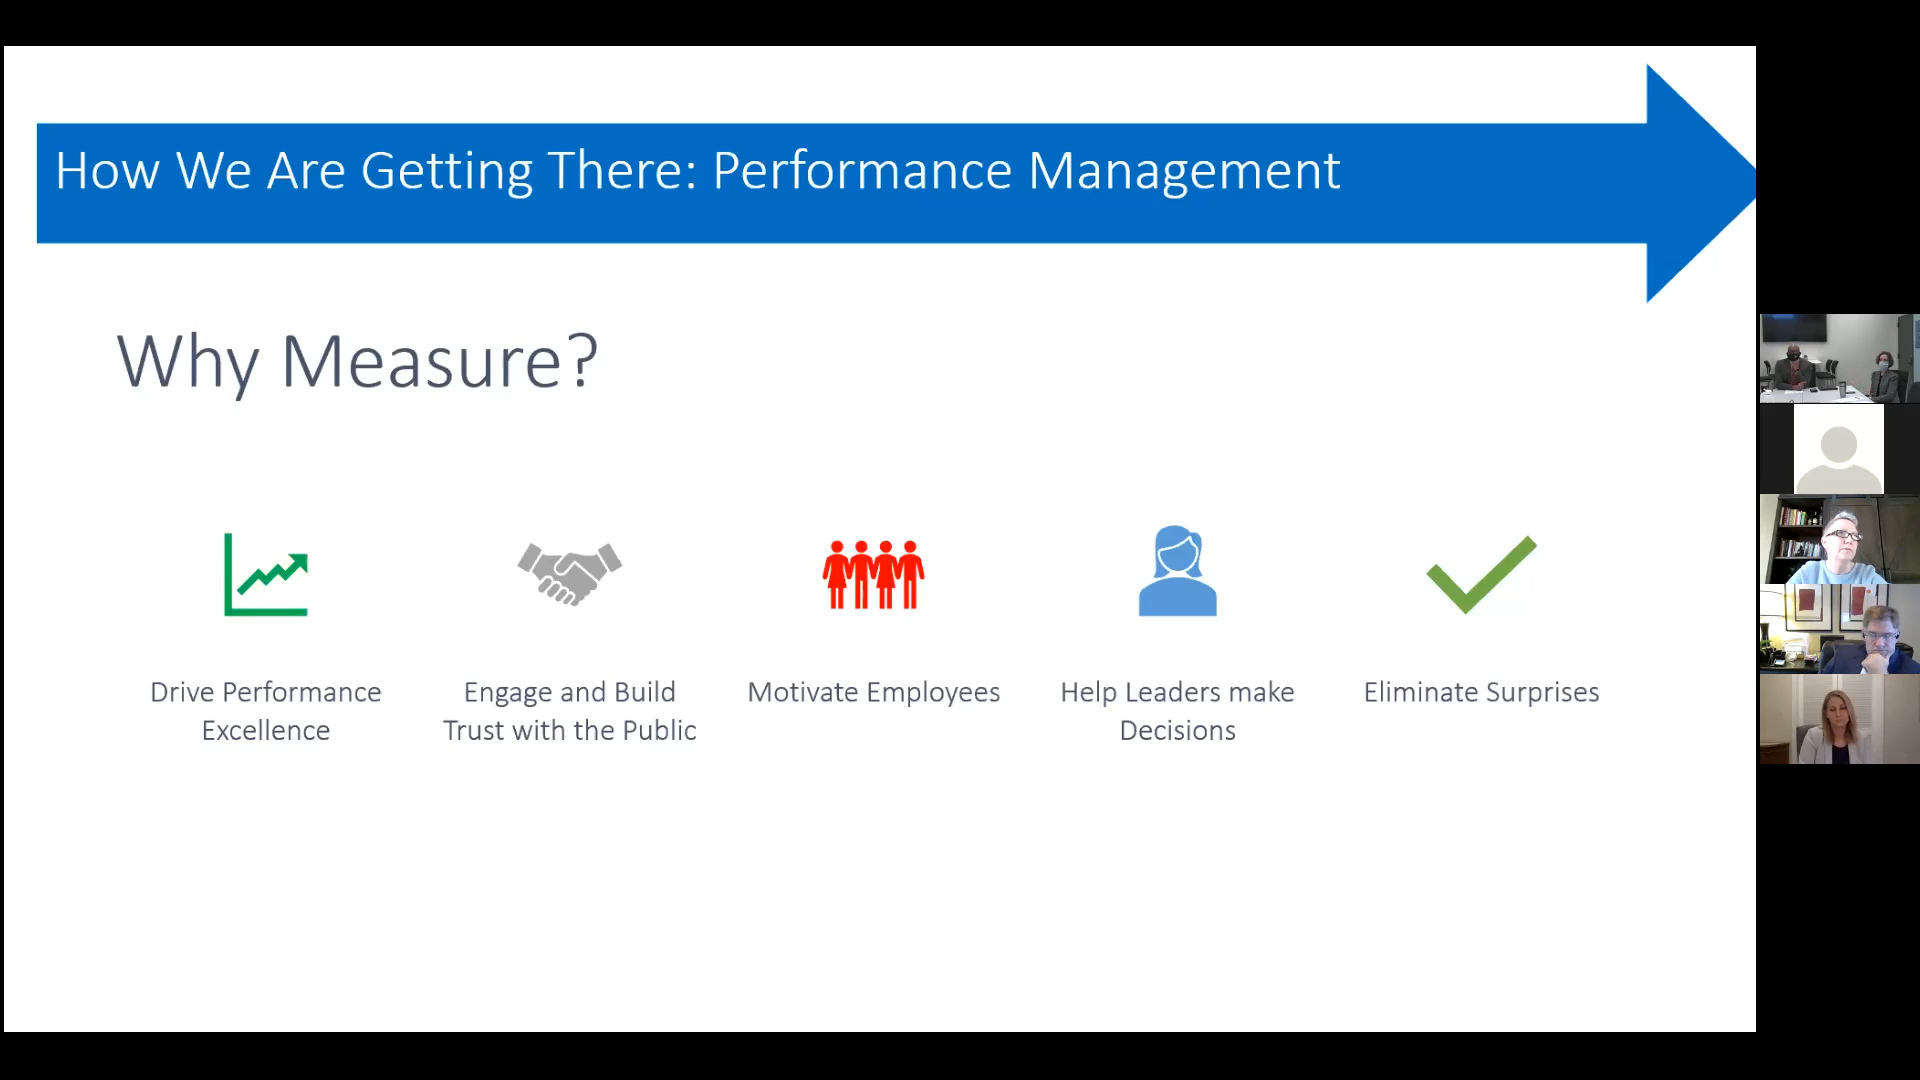 How We Are Getting There: Performance Management
Why Measure?
Drive Performance
Excellence
Engage and Build
Trust with the Public
Motivate Employees
Help Leaders make
Decisions
Eliminate Surprises